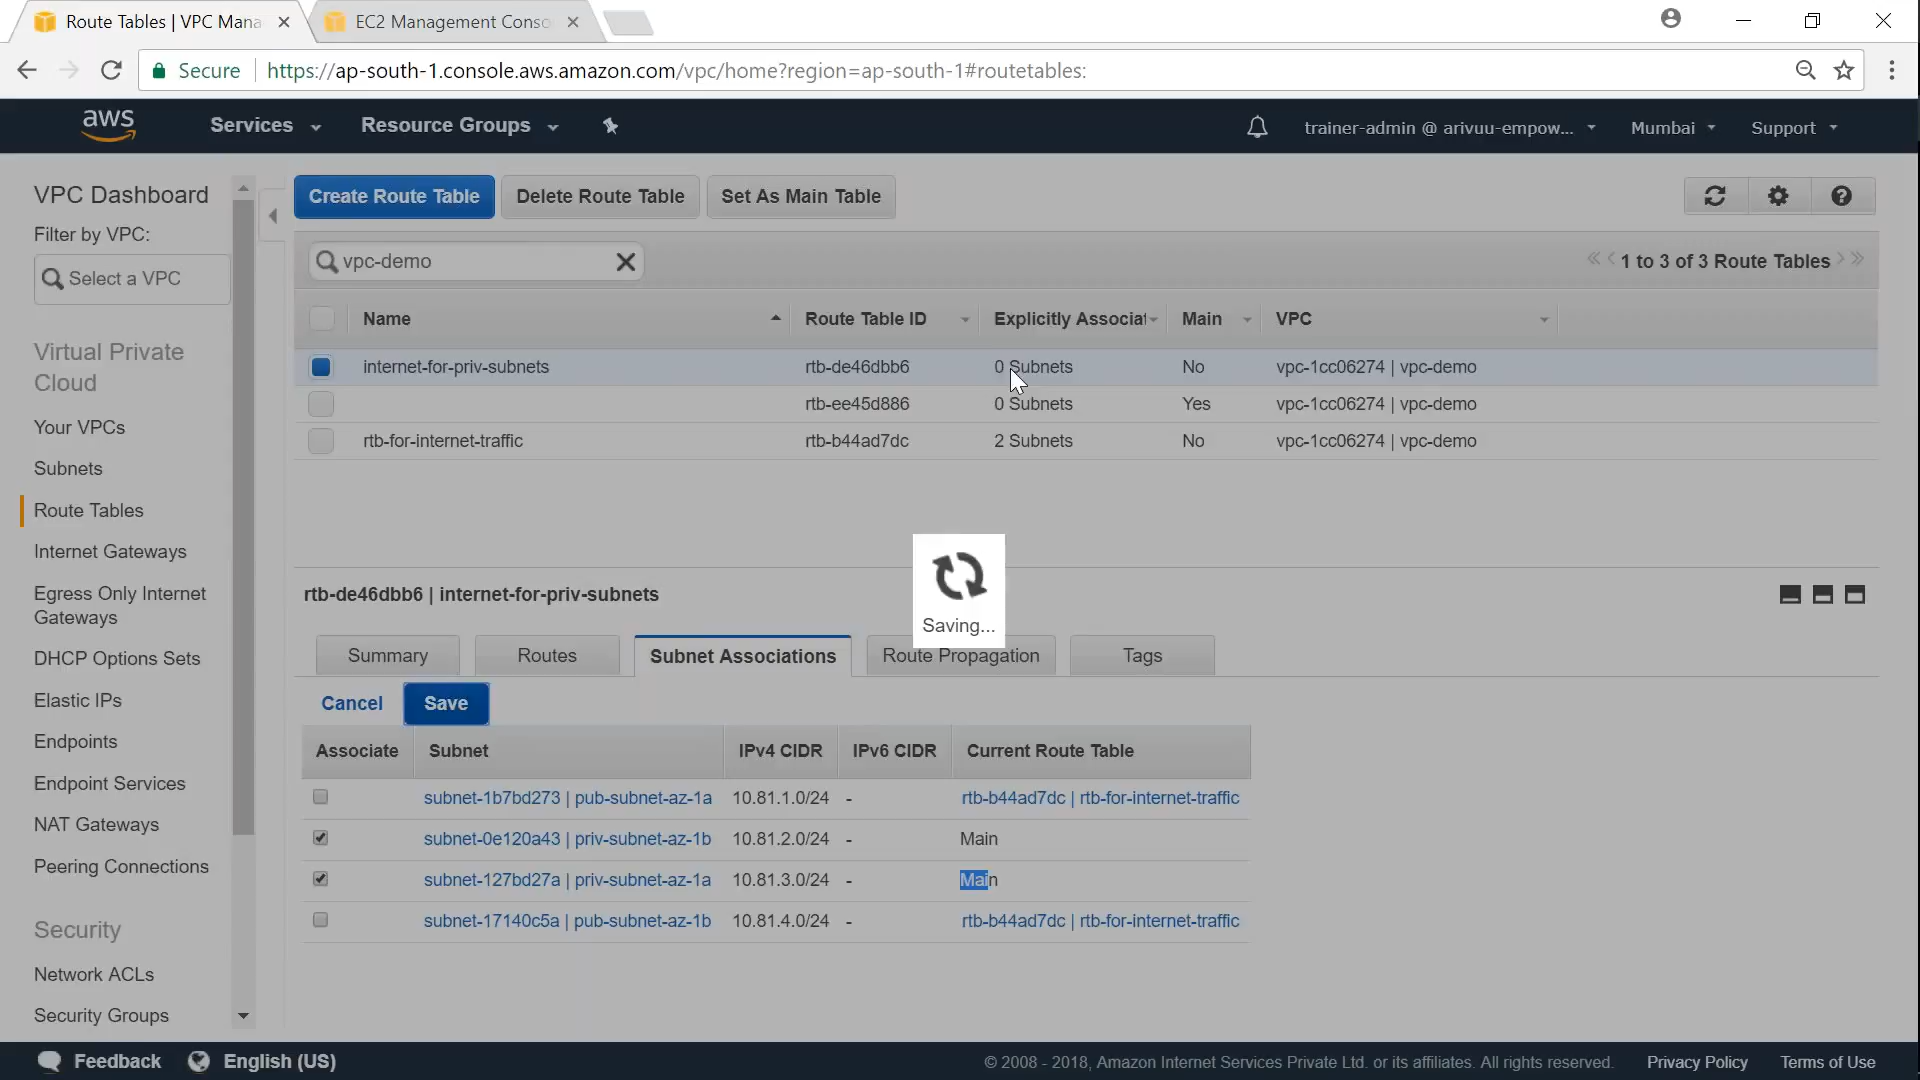 Route Tables | VPC Mana
EC2 Management Conso
Secure
https://ap-south-1.console.aws.amazon.com/vpc/home?region=ap-south-1#routetables:
aws
Services
Resource Groups
trainer-admin @ arivuu-empow...
Mumbai
Support
VPC Dashboard
Filter by VPC:
Select a VPC
Virtual Private
Cloud
Your VPCs
Subnets
Route Tables
Internet Gateways
Egress Only Internet
Gateways
DHCP Options Sets
Elastic IPs
Endpoints
Endpoint Services
NAT Gateways
Peering Connections
Security
Network ACLs
Security Groups
Create Route Table
Delete Route Table
Set As Main Table
vpc-demo
1 to 3 of 3 Route Tables
Name Route Table ID Explicitly Associat Main VPC
internet-for-priv-subnets rtb-de46dbb6 0 Subnets No vpc-1cc06274 | vpc-demo
rtb-ee45d886 0 Subnets Yes vpc-1cc06274 | vpc-demo
rtb-for-internet-traffic rtb-b44ad7dc 2 Subnets No vpc-1cc06274 | vpc-demo
rtb-de46dbb6 | internet-for-priv-subnets
Saving...
Summary Routes Subnet Associations Route Propagation Tags
Cancel Save
Associate Subnet IPv4 CIDR IPv6 CIDR Current Route Table
subnet-1b7bd273 | pub-subnet-az-1a 10.81.1.0/24 - rtb-b44ad7dc | rtb-for-internet-traffic
subnet-0e120a43 | priv-subnet-az-1b 10.81.2.0/24 - Main
subnet-127bd27a | priv-subnet-az-1a 10.81.3.0/24 - Main
subnet-17140c5a | pub-subnet-az-1b 10.81.4.0/24 - rtb-b44ad7dc | rtb-for-internet-traffic
Feedback
English (US)
© 2008 - 2018, Amazon Internet Services Private Ltd. or its affiliates. All rights reserved.
Privacy Policy
Terms of Use